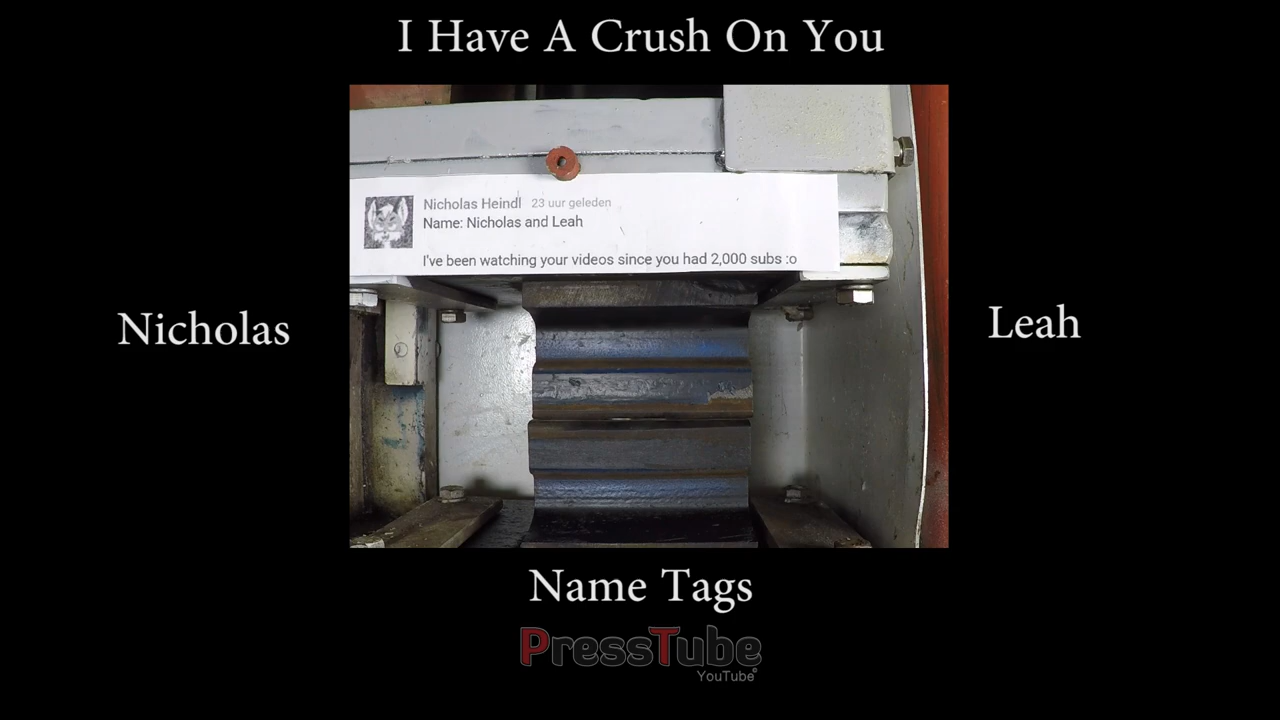 I Have A Crush On You
Nicholas Heindl 23 uur geleden
Name: Nicholas and Leah
I've been watching your videos since you had 2,000 subs :o
Nicholas
Leah
Name Tags
PressTube
YouTube